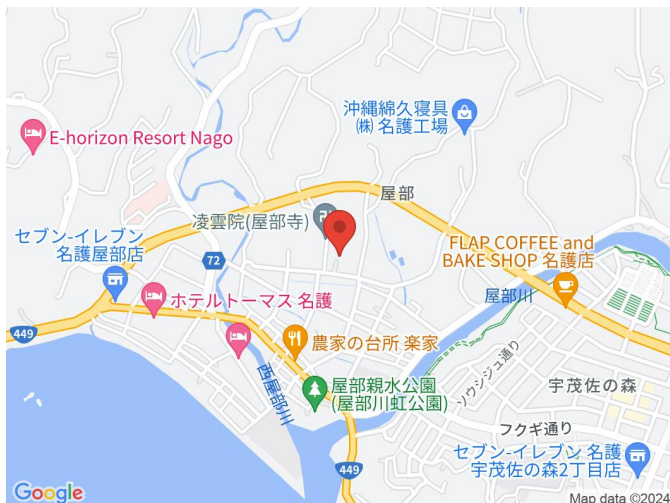 E-horizon Resort Nago
沖縄綿久寝具
㈱ 名護工場
屋部
凌雲院(屋部寺)
セブン-イレブン
名護屋部店
72
FLAP COFFEE and
BAKE SHOP 名護店
屋部川
ホテルトーマス 名護
449
農家の台所 楽家
西屋部川
屋部親水公園
(屋部川虹公園)
ソウシジュ通り
宇茂佐の森
フクギ通り
セブン-イレブン 名護
宇茂佐の森2丁目店
449
Google
Map data ©2024